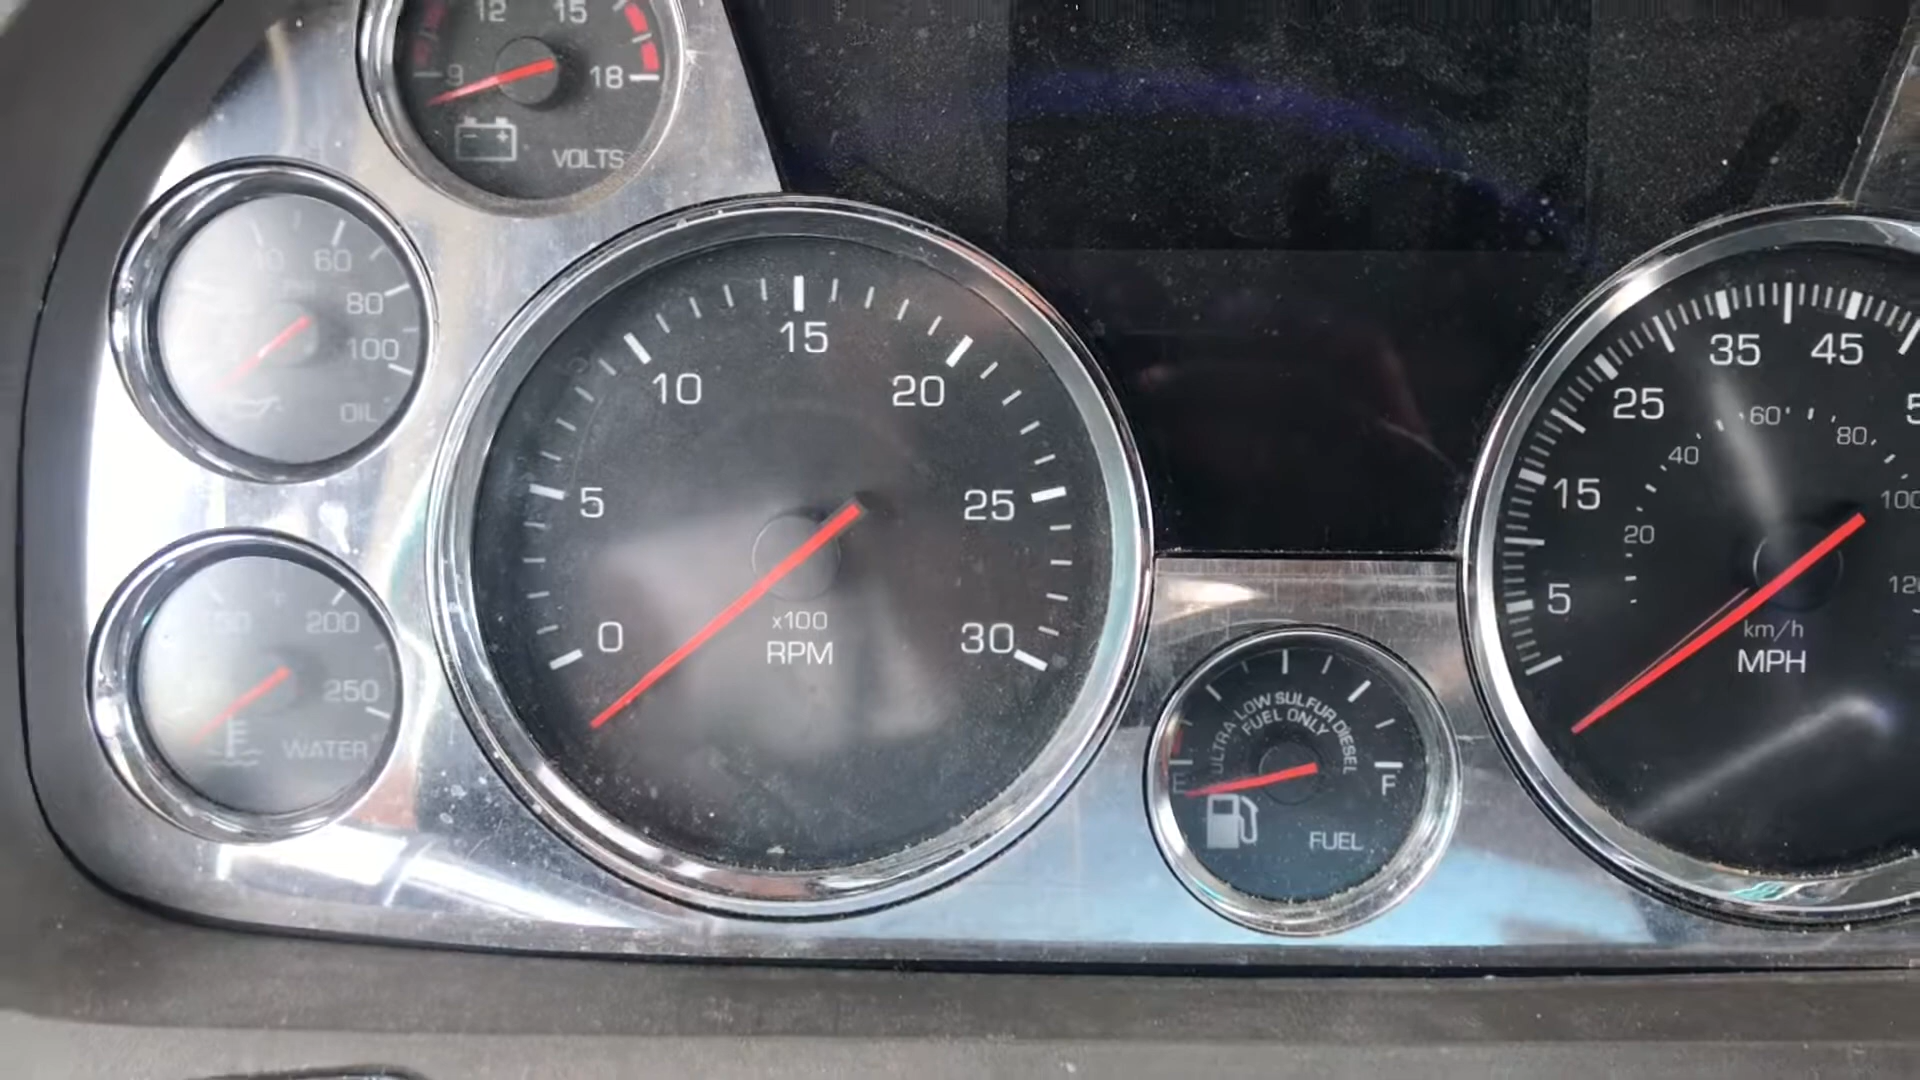 12 15
9 18
VOLTS
60
80
100
OIL
15
10 20
5 25
0 30
x100
RPM
°F
200
250
WATER
ULTRA LOW SULFUR DIESEL
FUEL ONLY
E F
FUEL
35 45
25
15
5
60
40 80
20 100
km/h
MPH